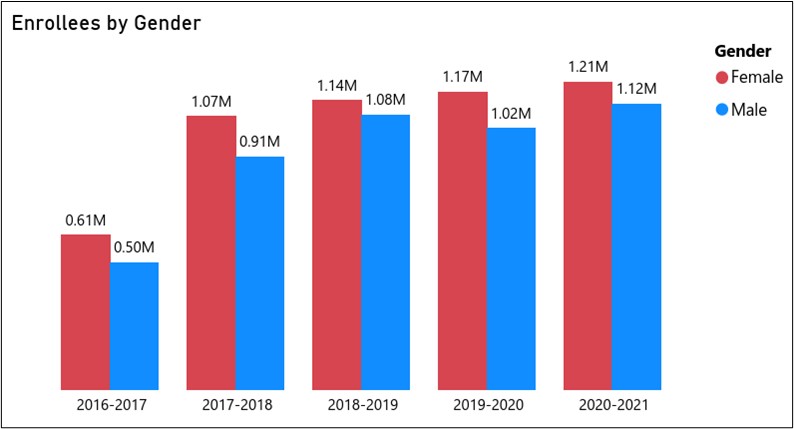 Enrollees by Gender
Gender
Female
Male
0.61M
0.50M
1.07M
0.91M
1.14M
1.08M
1.17M
1.02M
1.21M
1.12M
2016-2017
2017-2018
2018-2019
2019-2020
2020-2021